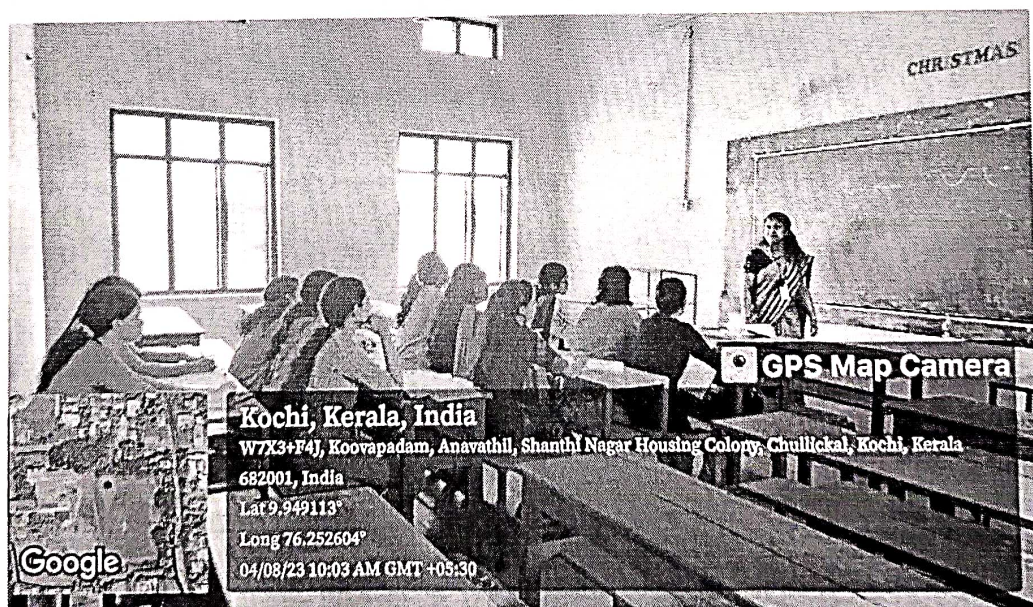 CHRISTMAS
GPS Map Camera
Kochi, Kerala, India
W7X3+F4J, Koovapadam, Anavathil, Shanthi Nagar Housing Colony, Chullickal, Kochi, Kerala
682001, India
Lat 9.949113°
Long 76.252604°
04/08/23 10:03 AM GMT +05:30
Google